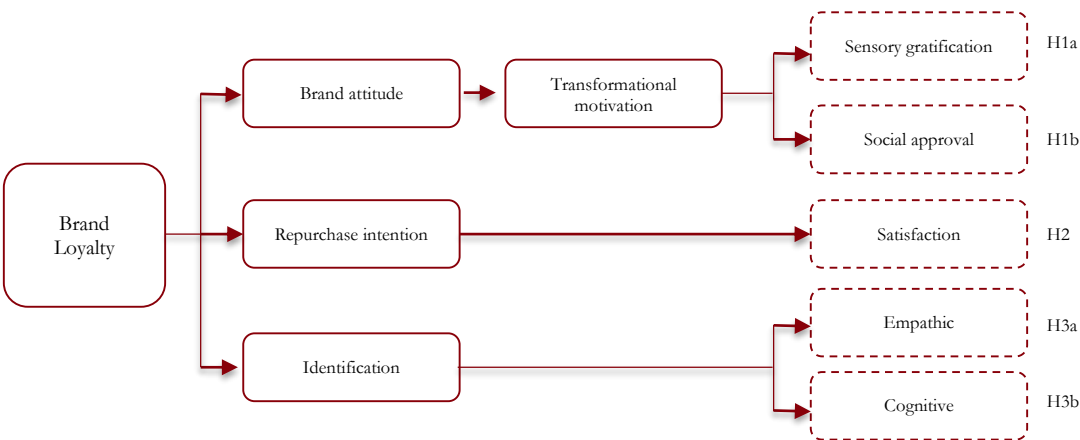 Sensory gratification
H1a
Brand attitude
Transformational
motivation
Social approval
H1b
Brand
Loyalty
Repurchase intention
Satisfaction
H2
Empathic
H3a
Identification
Cognitive
H3b